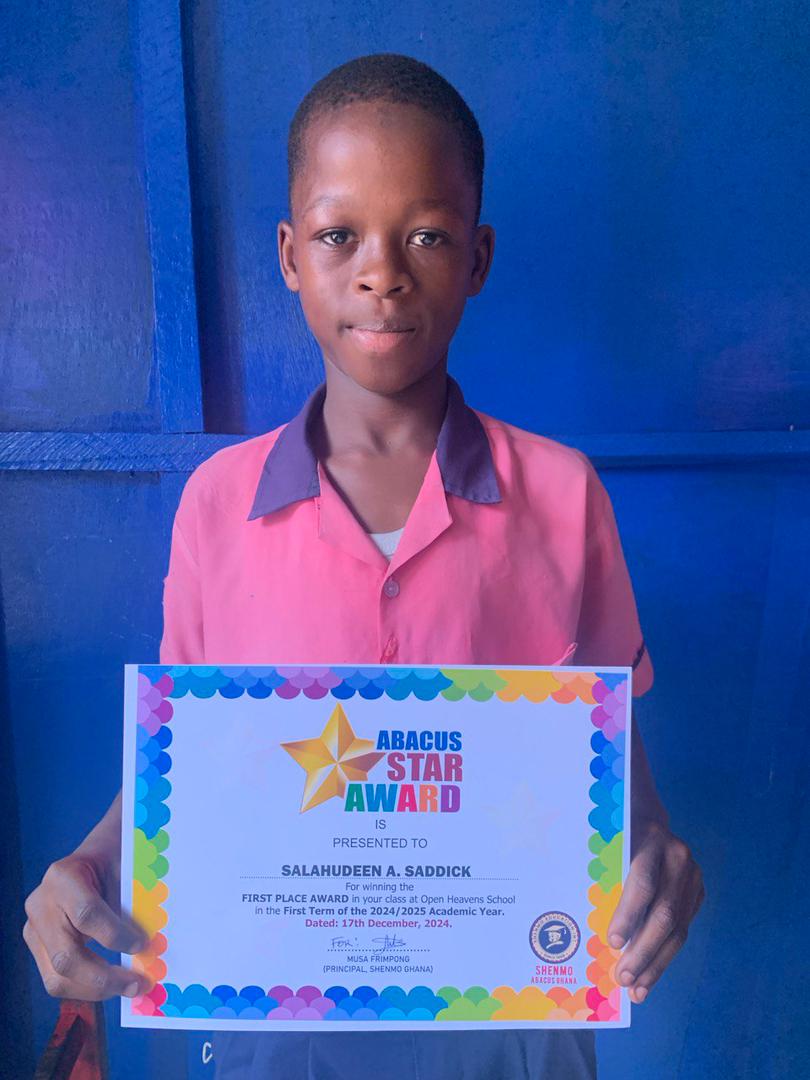 ABACUS
STAR
AWARD
IS
PRESENTED TO
SALAHUDEEN A. SADDICK
For winning the
FIRST PLACE AWARD in your class at Open Heavens School
in the First Term of the 2024/2025 Academic Year.
Dated: 17th December, 2024.
FOR:
MUSA FRIMPONG
(PRINCIPAL, SHENMO GHANA)
SHENMO EDUCATION
SHENMO
ABACUS GHANA